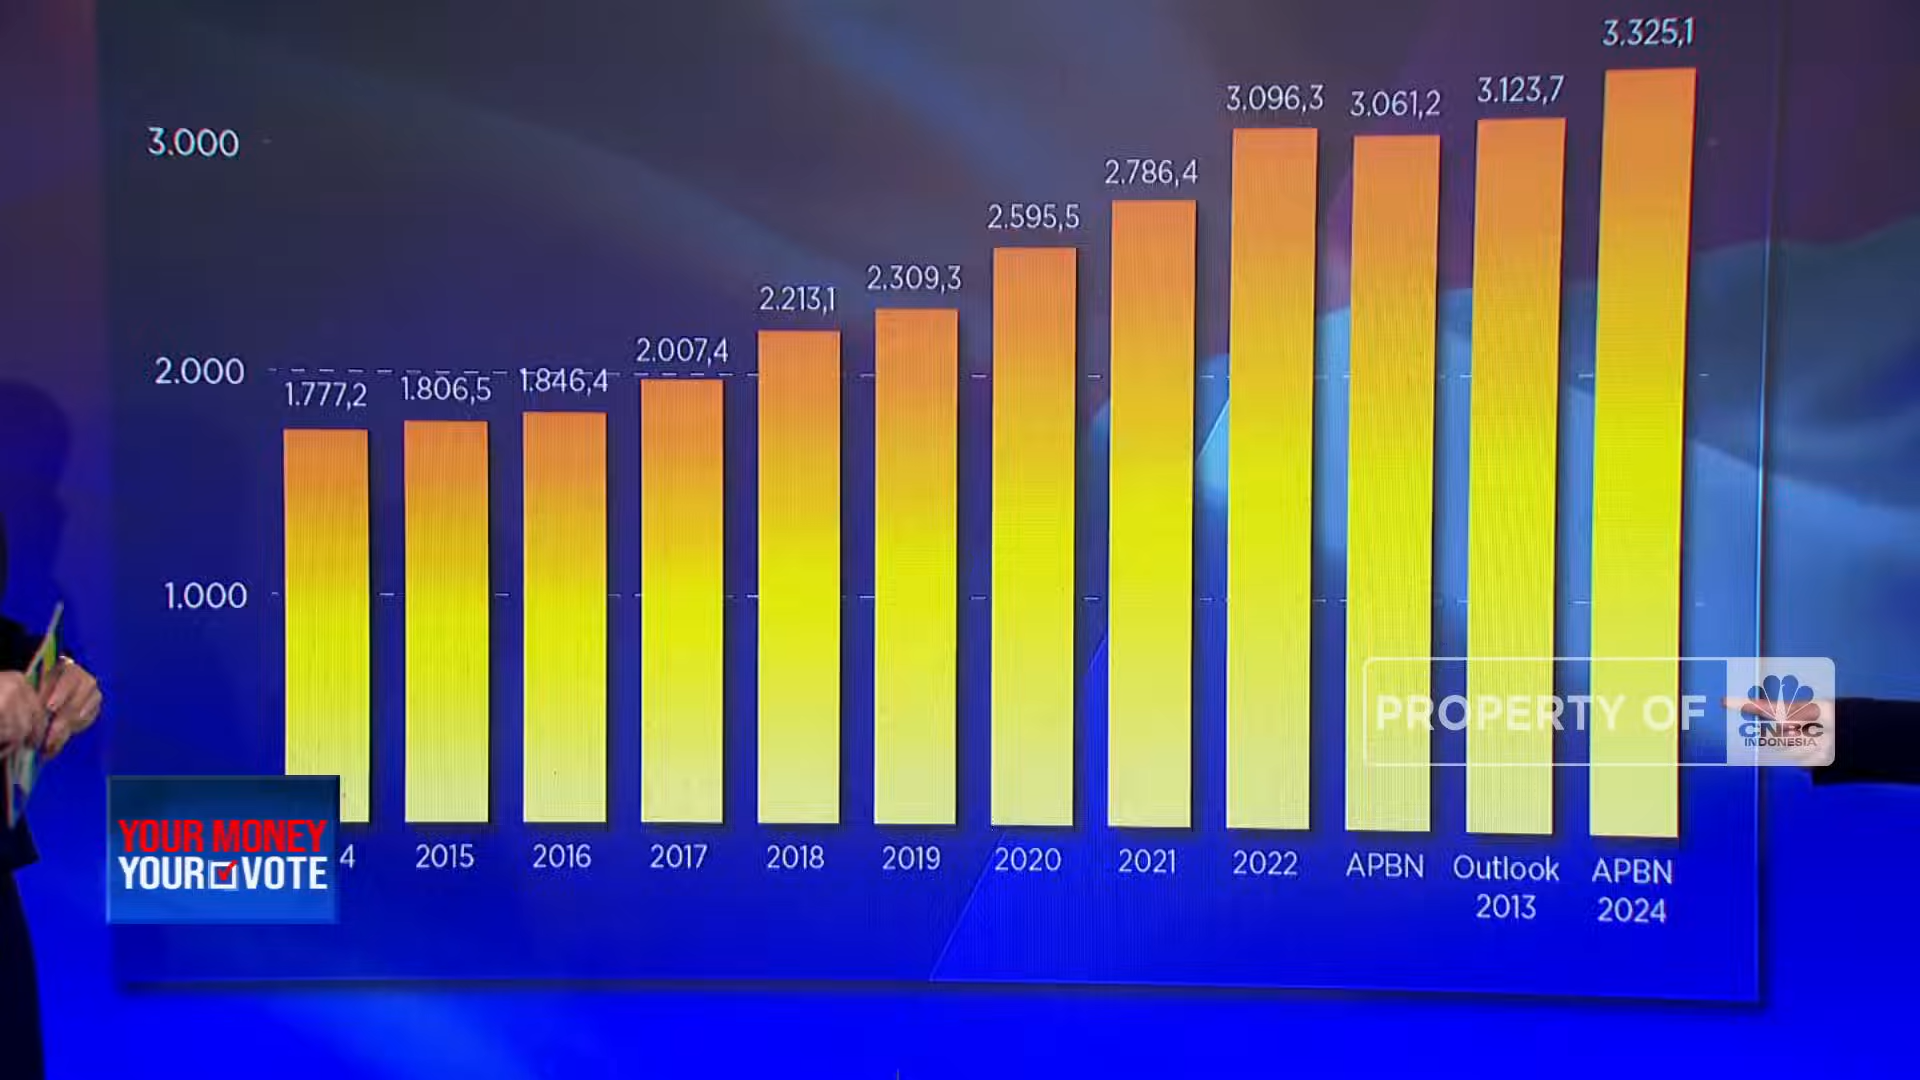 3.325,1
3.096,3 3.061,2 3.123,7
3.000
2.786,4
2.595,5
2.309,3
2.213,1
2.007,4
2.000
1.777,2 1.806,5 1.846,4
1.000
PROPERTY OF CNBC INDONESIA
YOUR MONEY
YOUR VOTE
4 2015 2016 2017 2018 2019 2020 2021 2022 APBN Outlook 2013 APBN 2024